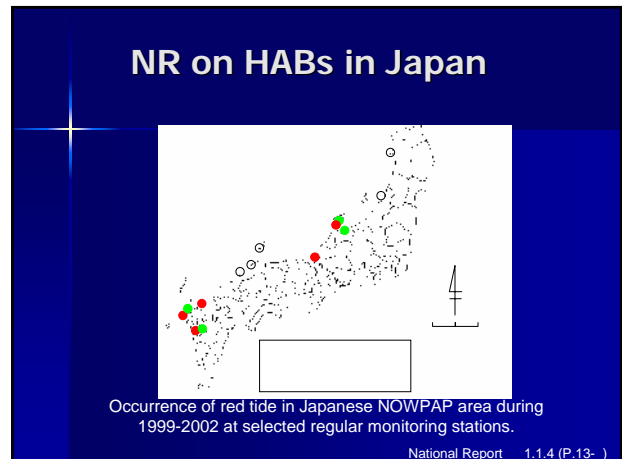 NR on HABs in Japan
Occurrence of red tide in Japanese NOWPAP area during
1999-2002 at selected regular monitoring stations.
National Report 1.1.4 (P.13- )